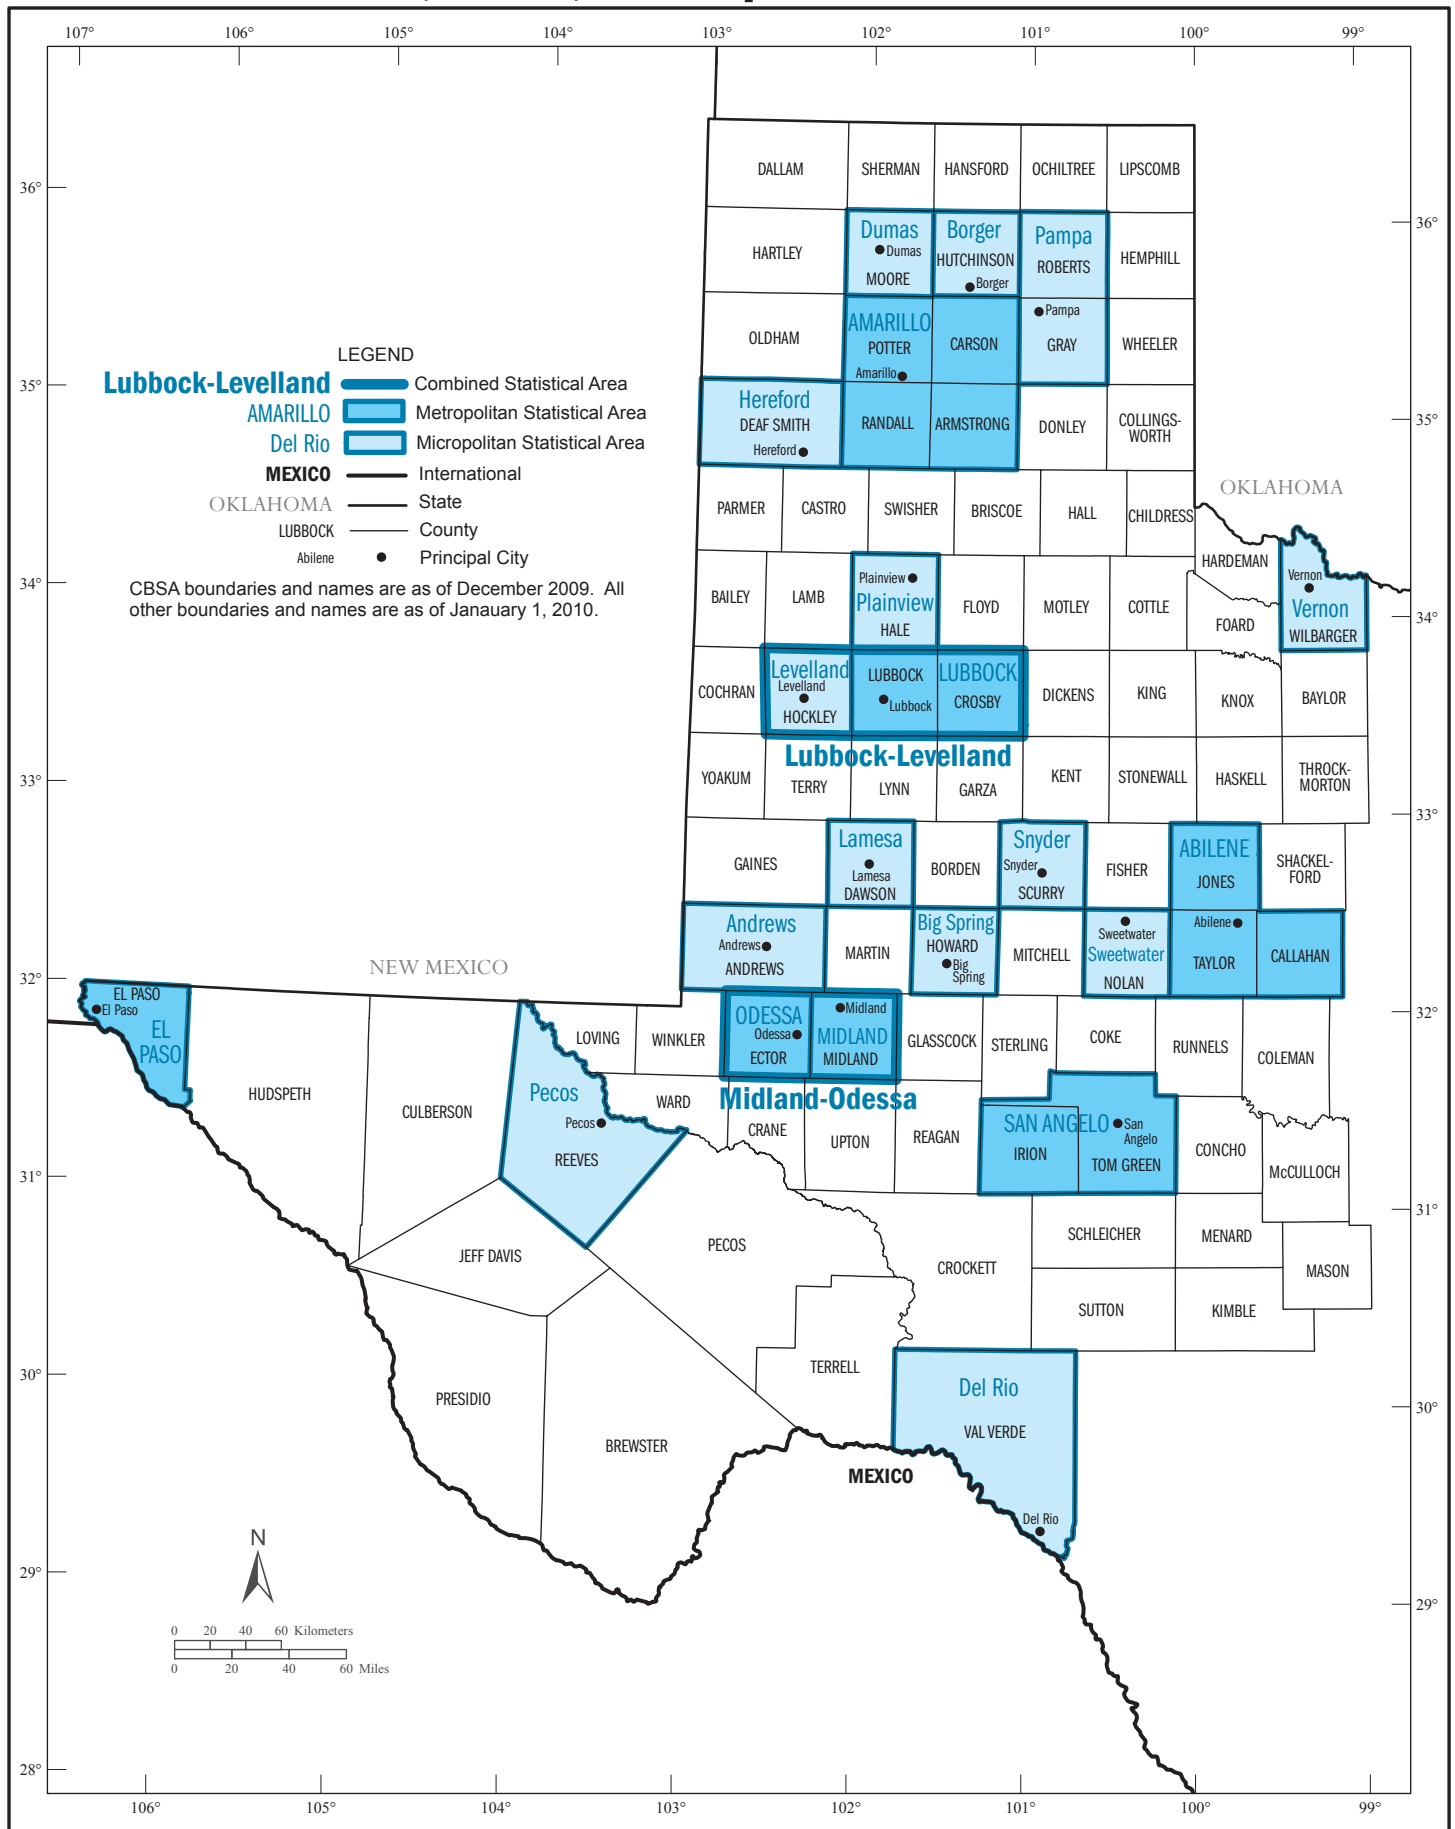 107° 106° 105° 104° 103° 102° 101° 100° 99°
36°
35°
34°
33°
32°
31°
30°
29°
28°
36°
35°
34°
33°
32°
31°
30°
29°
106° 105° 104° 103° 102° 101° 100° 99°
LEGEND
Lubbock-Levelland Combined Statistical Area
AMARILLO Metropolitan Statistical Area
Del Rio Micropolitan Statistical Area
MEXICO International
OKLAHOMA State
LUBBOCK County
Abilene Principal City
CBSA boundaries and names are as of December 2009. All
other boundaries and names are as of Janauary 1, 2010.
DALLAM SHERMAN HANSFORD OCHILTREE LIPSCOMB
HARTLEY
Dumas
Dumas
MOORE
Borger
HUTCHINSON
Borger
Pampa
ROBERTS
HEMPHILL
OLDHAM
AMARILLO
POTTER
Amarillo
CARSON
Pampa
GRAY
WHEELER
Hereford
DEAF SMITH
Hereford
RANDALL
ARMSTRONG
DONLEY
COLLINGS-
WORTH
PARMER CASTRO SWISHER BRISCOE HALL CHILDRESS
OKLAHOMA
HARDEMAN
Vernon
Vernon
WILBARGER
FOARD
BAILEY LAMB
Plainview
Plainview
HALE
FLOYD MOTLEY COTTLE
COCHRAN
Levelland
Levelland
HOCKLEY
LUBBOCK
Lubbock
LUBBOCK
CROSBY
DICKENS KING KNOX BAYLOR
Lubbock-Levelland
YOAKUM TERRY LYNN GARZA KENT STONEWALL HASKELL
THROCK-
MORTON
GAINES
Lamesa
Lamesa
DAWSON
BORDEN
Snyder
Snyder
SCURRY
FISHER
ABILENE
JONES
SHACKEL-
FORD
Andrews
Andrews
ANDREWS
MARTIN
Big Spring
HOWARD
Big
Spring
MITCHELL
Sweetwater
Sweetwater
NOLAN
Abilene
TAYLOR
CALLAHAN
NEW MEXICO
EL PASO
El Paso
EL
PASO
HUDSPETH
CULBERSON
LOVING WINKLER
ODESSA
Odessa
ECTOR
Midland
MIDLAND
MIDLAND
GLASSCOCK STERLING COKE RUNNELS COLEMAN
Midland-Odessa
Pecos
Pecos
REEVES
WARD CRANE UPTON REAGAN
SAN ANGELO
San
Angelo
IRION
TOM GREEN
CONCHO McCULLOCH
JEFF DAVIS PECOS CROCKETT SCHLEICHER MENARD MASON
SUTTON KIMBLE
PRESIDIO BREWSTER TERRELL
Del Rio
VAL VERDE
Del Rio
MEXICO
N
0 20 40 60 Kilometers
0 20 40 60 Miles